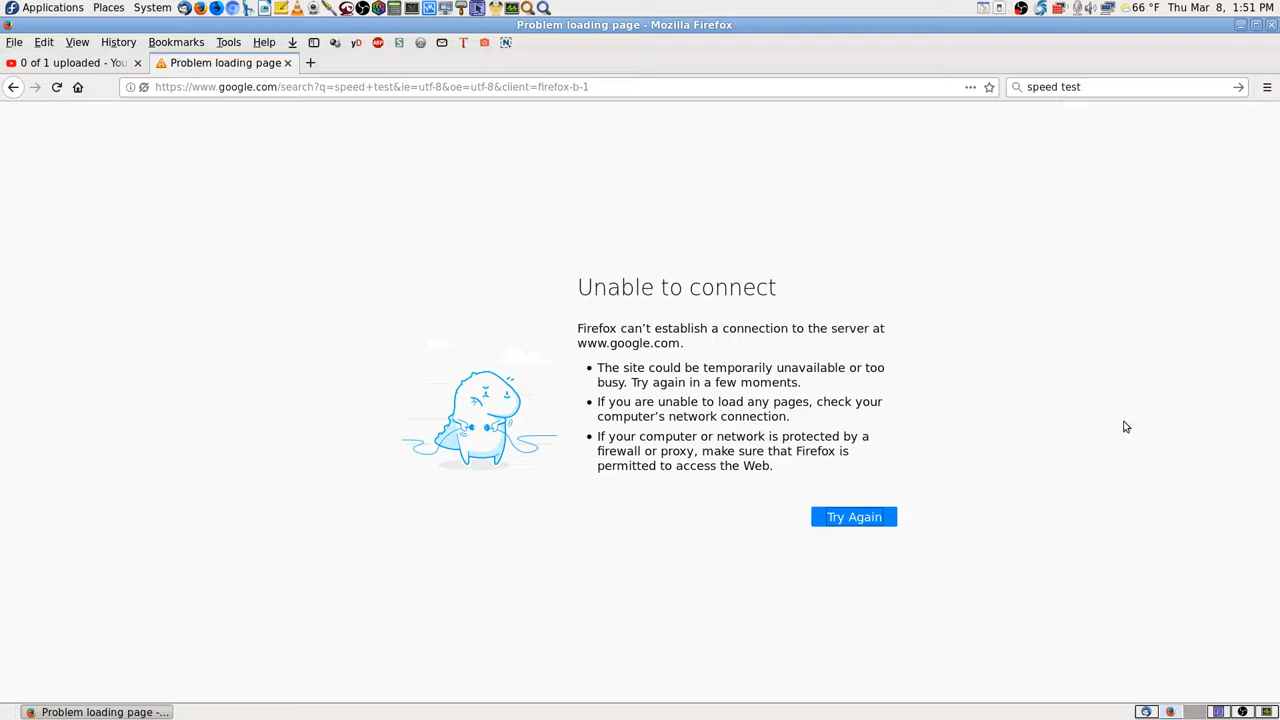 Applications Places System 66 °F Thu Mar 8, 1:51 PM
Problem loading page - Mozilla Firefox
File Edit View History Bookmarks Tools Help
0 of 1 uploaded - You
Problem loading page
https://www.google.com/search?q=speed+test&ie=utf-8&oe=utf-8&client=firefox-b-1
speed test
Unable to connect
Firefox can’t establish a connection to the server at
www.google.com.
The site could be temporarily unavailable or too
busy. Try again in a few moments.
If you are unable to load any pages, check your
computer’s network connection.
If your computer or network is protected by a
firewall or proxy, make sure that Firefox is
permitted to access the Web.
Try Again
Problem loading page -...